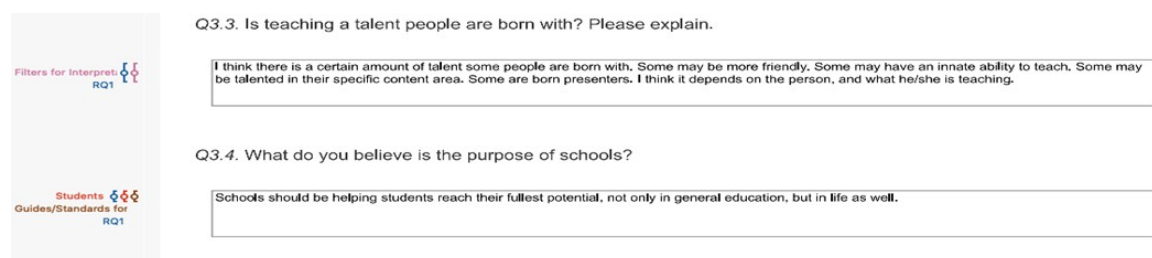 Q3.3. Is teaching a talent people are born with? Please explain.
Filters for Interpret:
RQ1
I think there is a certain amount of talent some people are born with. Some may be more friendly. Some may have an innate ability to teach. Some may
be talented in their specific content area. Some are born presenters. I think it depends on the person, and what he/she is teaching.
Q3.4. What do you believe is the purpose of schools?
Students
Guides/Standards for
RQ1
Schools should be helping students reach their fullest potential, not only in general education, but in life as well.